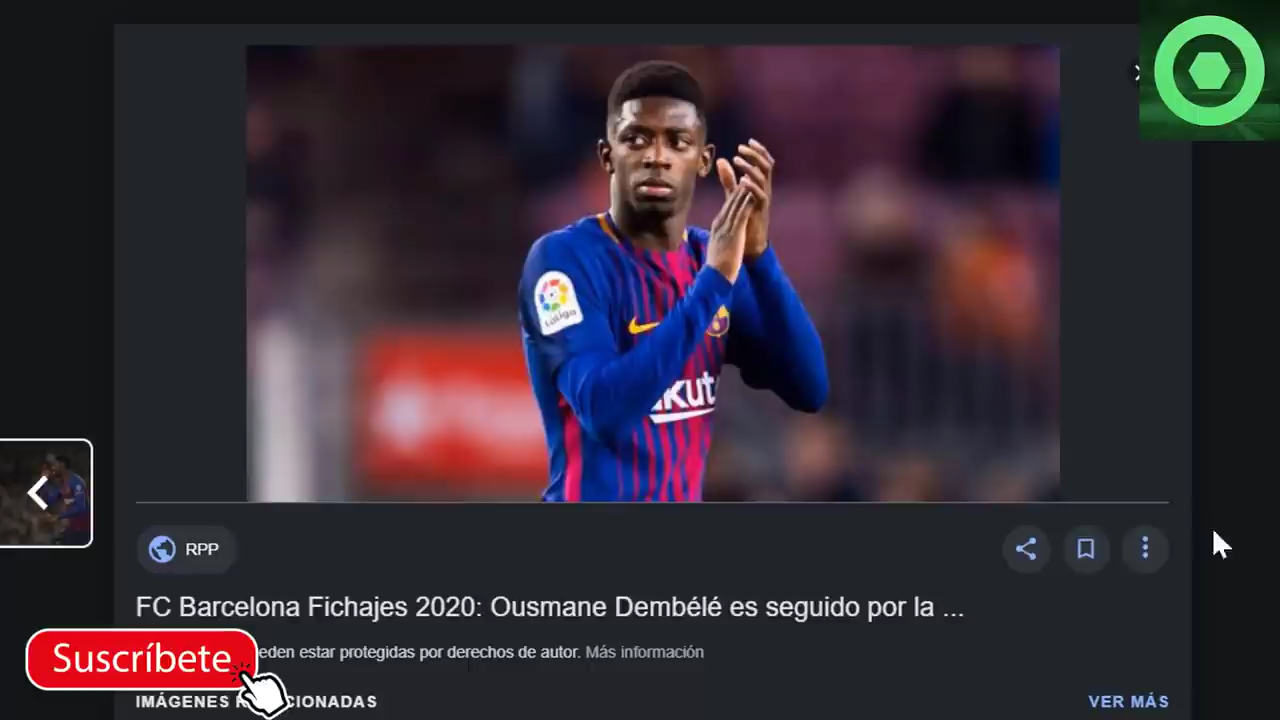 LaLiga
akut
RPP
FC Barcelona Fichajes 2020: Ousmane Dembélé es seguido por la ...
eden estar protegidas por derechos de autor. Más información
Suscríbete
IMÁGENES R CIONADAS
VER MÁS